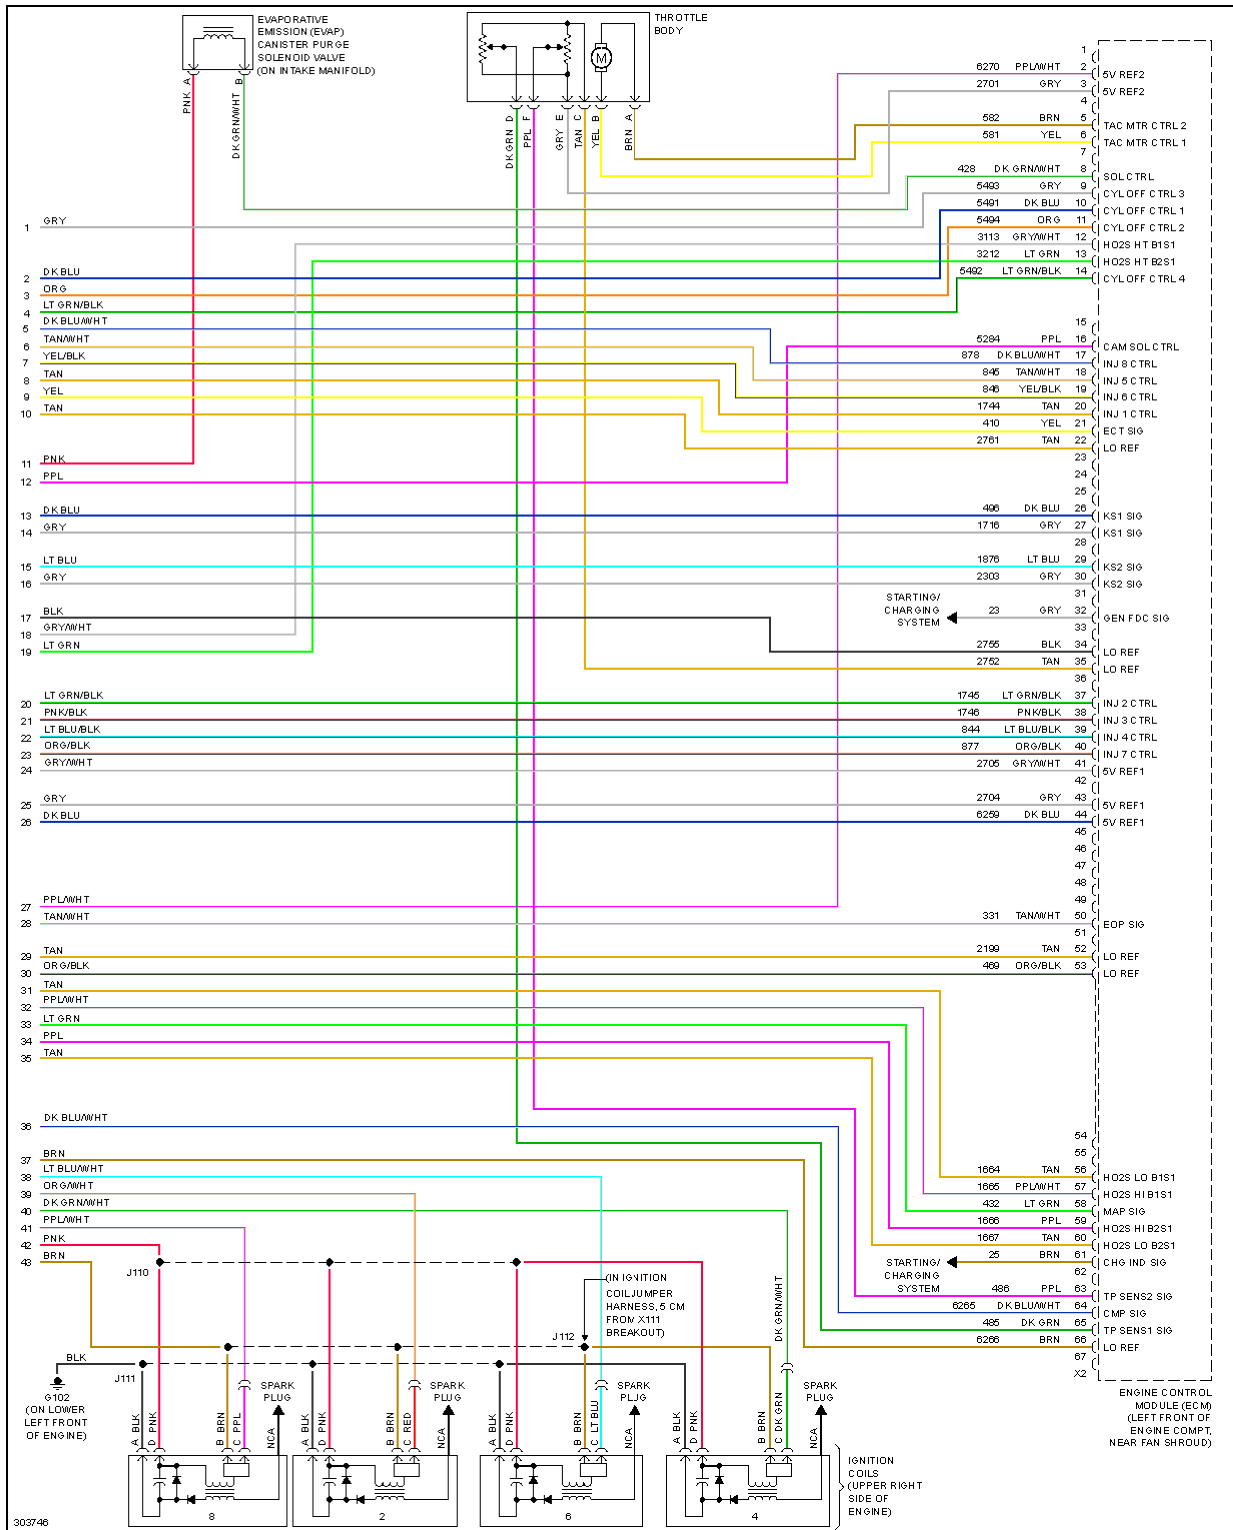 EVAPORATIVE
EMISSION (EVAP)
CANISTER PURGE
SOLENOID VALVE
(ON INTAKE MANIFOLD)
THROTTLE
BODY
M
PNK A
DK GRN/WHT B
DK GRN D
PPL F
GRY E
TAN C
YEL B
BRN A
1
6270 PPL/WHT 2 5V REF2
2701 GRY 3 5V REF2
4
582 BRN 5 TAC MTR CTRL 2
581 YEL 6 TAC MTR CTRL 1
7
428 DK GRN/WHT 8 SOL CTRL
5493 GRY 9 CYL OFF CTRL 3
5491 DK BLU 10 CYL OFF CTRL 1
5494 ORG 11 CYL OFF CTRL 2
3113 GRY/WHT 12 HO2S HT B1S1
3212 LT GRN 13 HO2S HT B2S1
5492 LT GRN/BLK 14 CYL OFF CTRL 4
15
5284 PPL 16 CAM SOL CTRL
878 DK BLU/WHT 17 INJ 8 CTRL
845 TAN/WHT 18 INJ 5 CTRL
846 YEL/BLK 19 INJ 6 CTRL
1744 TAN 20 INJ 1 CTRL
410 YEL 21 ECT SIG
2761 TAN 22 LO REF
23
24
25
496 DK BLU 26 KS1 SIG
1716 GRY 27 KS1 SIG
28
1876 LT BLU 29 KS2 SIG
2303 GRY 30 KS2 SIG
31
STARTING/
CHARGING
SYSTEM
23 GRY 32 GEN FDC SIG
33
2755 BLK 34 LO REF
2752 TAN 35 LO REF
36
1745 LT GRN/BLK 37 INJ 2 CTRL
1746 PNK/BLK 38 INJ 3 CTRL
844 LT BLU/BLK 39 INJ 4 CTRL
877 ORG/BLK 40 INJ 7 CTRL
2705 GRY/WHT 41 5V REF1
42
2704 GRY 43 5V REF1
6259 DK BLU 44 5V REF1
45
46
47
48
49
331 TAN/WHT 50 EOP SIG
51
2199 TAN 52 LO REF
469 ORG/BLK 53 LO REF
54
55
1664 TAN 56 HO2S LO B1S1
1665 PPL/WHT 57 HO2S HI B1S1
432 LT GRN 58 MAP SIG
1666 PPL 59 HO2S HI B2S1
1667 TAN 60 HO2S LO B2S1
STARTING/
CHARGING
SYSTEM
25 BRN 61 CHG IND SIG
62
486 PPL 63 TP SENS2 SIG
6265 DK BLU/WHT 64 CMP SIG
485 DK GRN 65 TP SENS1 SIG
6266 BRN 66 LO REF
67
X2
ENGINE CONTROL
MODULE (ECM)
(LEFT FRONT OF
ENGINE COMPT,
NEAR FAN SHROUD)
1 GRY
2 DK BLU
3 ORG
4 LT GRN/BLK
5 DK BLU/WHT
6 TAN/WHT
7 YEL/BLK
8 TAN
9 YEL
10 TAN
11 PNK
12 PPL
13 DK BLU
14 GRY
15 LT BLU
16 GRY
17 BLK
18 GRY/WHT
19 LT GRN
20 LT GRN/BLK
21 PNK/BLK
22 LT BLU/BLK
23 ORG/BLK
24 GRY/WHT
25 GRY
26 DK BLU
27 PPL/WHT
28 TAN/WHT
29 TAN
30 ORG/BLK
31 TAN
32 PPL/WHT
33 LT GRN
34 PPL
35 TAN
36 DK BLU/WHT
37 BRN
38 LT BLU/WHT
39 ORG/WHT
40 DK GRN/WHT
41 PPL/WHT
42 PNK
43 BRN
J110
(IN IGNITION
COIL JUMPER
HARNESS, 5 CM
FROM X111
BREAKOUT)
J112
DK GRN/WHT
BLK
J111
G102
(ON LOWER
LEFT FRONT
OF ENGINE)
SPARK
PLUG
SPARK
PLUG
SPARK
PLUG
SPARK
PLUG
A BLK
D PNK
B BRN
C PPL
NCA
A BLK
D PNK
B BRN
C RED
NCA
A BLK
D PNK
B BRN
C LT BLU
NCA
A BLK
D PNK
B BRN
C DK GRN
NCA
8
2
6
4
IGNITION
COILS
(UPPER RIGHT
SIDE OF
ENGINE)
303746